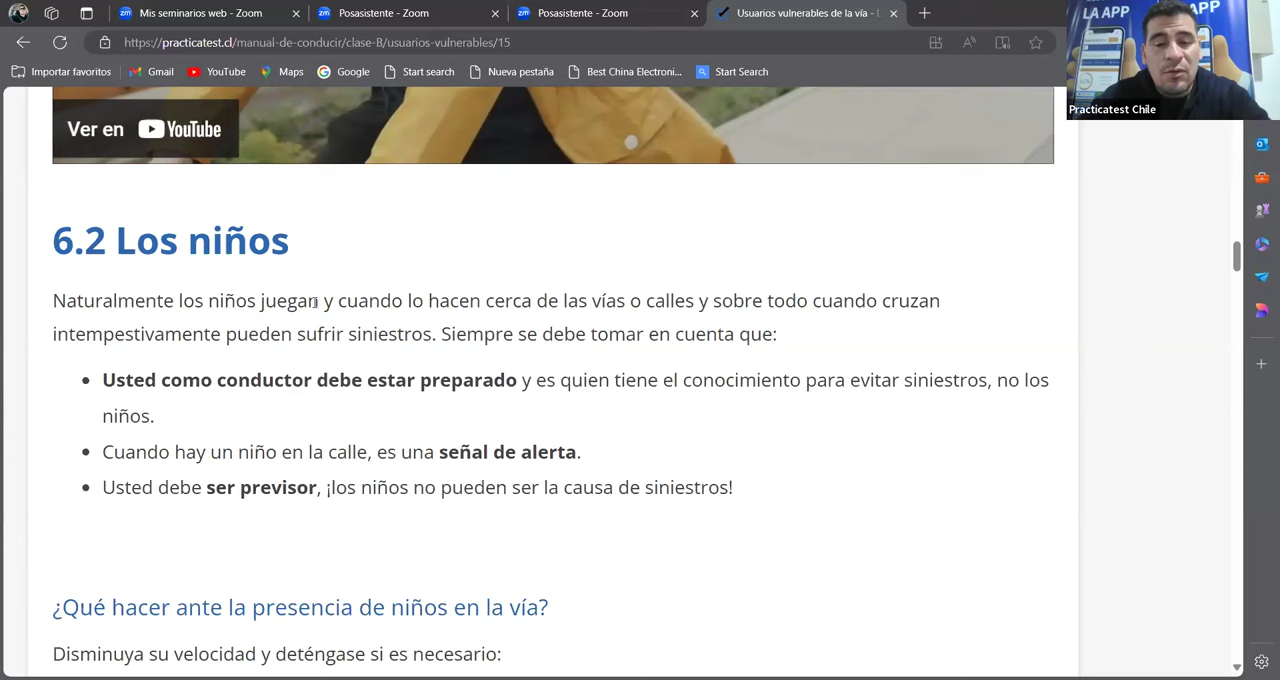 Mis seminarios web - Zoom
Posasistente - Zoom
Posasistente - Zoom
Usuarios vulnerables de la vía - L
https://practicatest.cl/manual-de-conducir/clase-B/usuarios-vulnerables/15
Importar favoritos
Gmail
YouTube
Maps
Google
Start search
Nueva pestaña
Best China Electroni...
Start Search
LA APP
APP
Practicatest Chile
Ver en YouTube
6.2 Los niños
Naturalmente los niños juegan y cuando lo hacen cerca de las vías o calles y sobre todo cuando cruzan
intempestivamente pueden sufrir siniestros. Siempre se debe tomar en cuenta que:
• Usted como conductor debe estar preparado y es quien tiene el conocimiento para evitar siniestros, no los
niños.
• Cuando hay un niño en la calle, es una señal de alerta.
• Usted debe ser previsor, ¡los niños no pueden ser la causa de siniestros!
¿Qué hacer ante la presencia de niños en la vía?
Disminuya su velocidad y deténgase si es necesario: